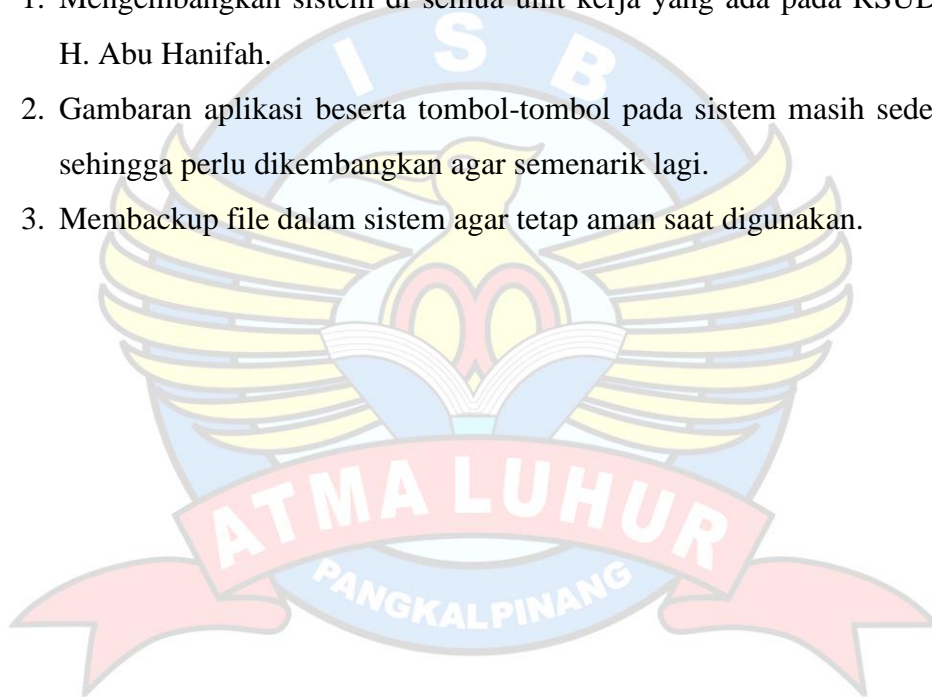 1. Mengembangkan sistem di semua unit kerja yang ada pada RSUD
H. Abu Hanifah.
2. Gambaran aplikasi beserta tombol-tombol pada sistem masih sede
sehingga perlu dikembangkan agar semenarik lagi.
3. Membackup file dalam sistem agar tetap aman saat digunakan.
I S B
ATMA LUHUR
PANGKALPINANG